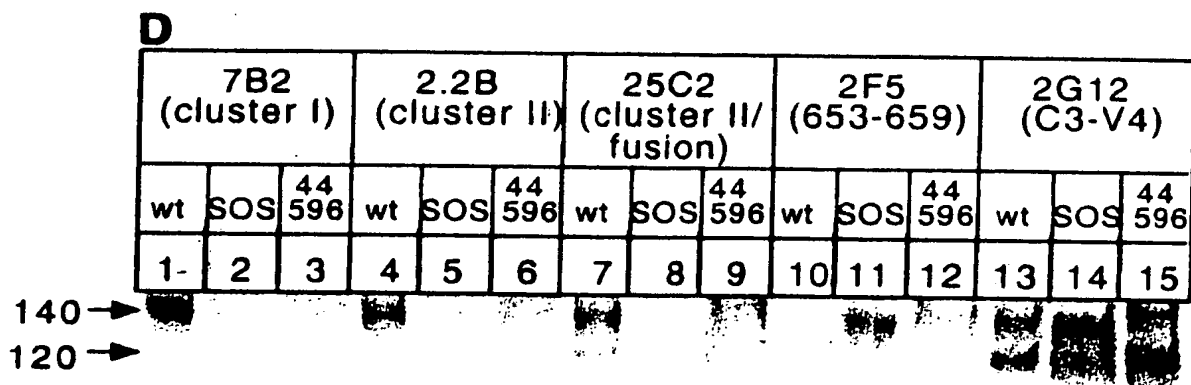 D
7B2 2.2B 25C2 2F5 2G12
(cluster I) (cluster II) (cluster II/ (653-659) (C3-V4)
fusion)
wt SOS 44 596 wt SOS 44 596 wt SOS 44 596 wt SOS 44 596 wt SOS 44 596
1- 2 3 4 5 6 7 8 9 10 11 12 13 14 15
140
120